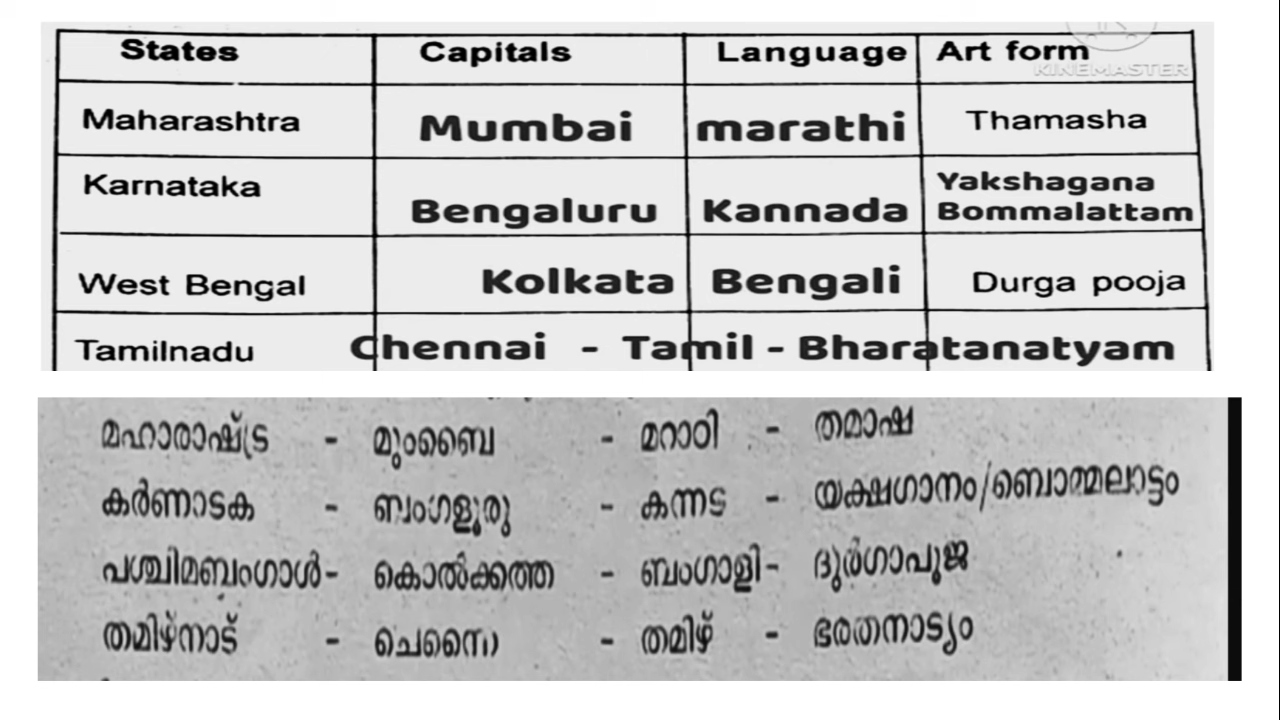 States Capitals Language Art form
KINEMASTER
Maharashtra Mumbai marathi Thamasha
Karnataka Bengaluru Kannada Yakshagana
Bommalattam
West Bengal Kolkata Bengali Durga pooja
Tamilnadu Chennai - Tamil - Bharatanatyam
മഹാരാഷ്ട്ര - മുംബൈ - മറാഠി - തമാഷ
കർണാടക - ബംഗളൂരു - കന്നട - യക്ഷഗാനം/ബൊമ്മലാട്ടം
പശ്ചിമബംഗാൾ- കൊൽക്കത്ത - ബംഗാളി- ദുർഗാപൂജ
തമിഴ്നാട് - ചെന്നൈ - തമിഴ് - ഭരതനാട്യം